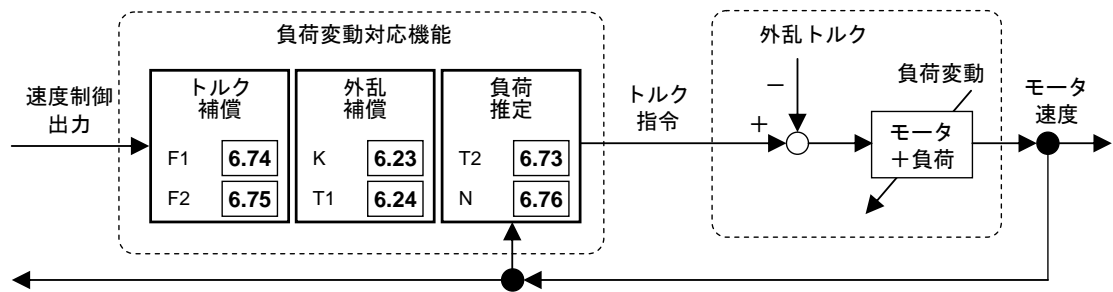 負荷変動対応機能
外乱トルク
速度制御
出力
トルク
補償
F1 6.74
F2 6.75
外乱
補償
K 6.23
T1 6.24
負荷
推定
T2 6.73
N 6.76
トルク
指令
＋
−
負荷変動
モータ
＋負荷
モータ
速度